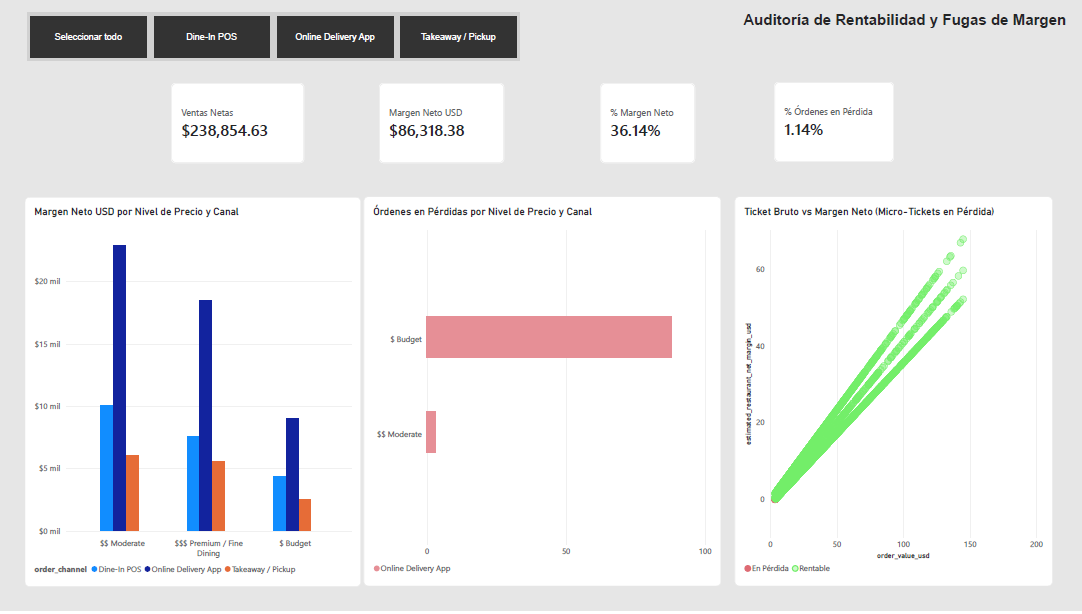 Auditoría de Rentabilidad y Fugas de Margen
Seleccionar todo
Dine-In POS
Online Delivery App
Takeaway / Pickup
Ventas Netas
$238,854.63
Margen Neto USD
$86,318.38
% Margen Neto
36.14%
% Órdenes en Pérdida
1.14%
Margen Neto USD por Nivel de Precio y Canal
$20 mil
$15 mil
$10 mil
$5 mil
$0 mil
$$ Moderate
$$$ Premium / Fine
Dining
$ Budget
order_channel
Dine-In POS
Online Delivery App
Takeaway / Pickup
Órdenes en Pérdidas por Nivel de Precio y Canal
$ Budget
$$ Moderate
0
50
100
Online Delivery App
Ticket Bruto vs Margen Neto (Micro-Tickets en Pérdida)
estimated_restaurant_net_margin_usd
60
40
20
0
0
50
100
150
200
order_value_usd
En Pérdida
Rentable